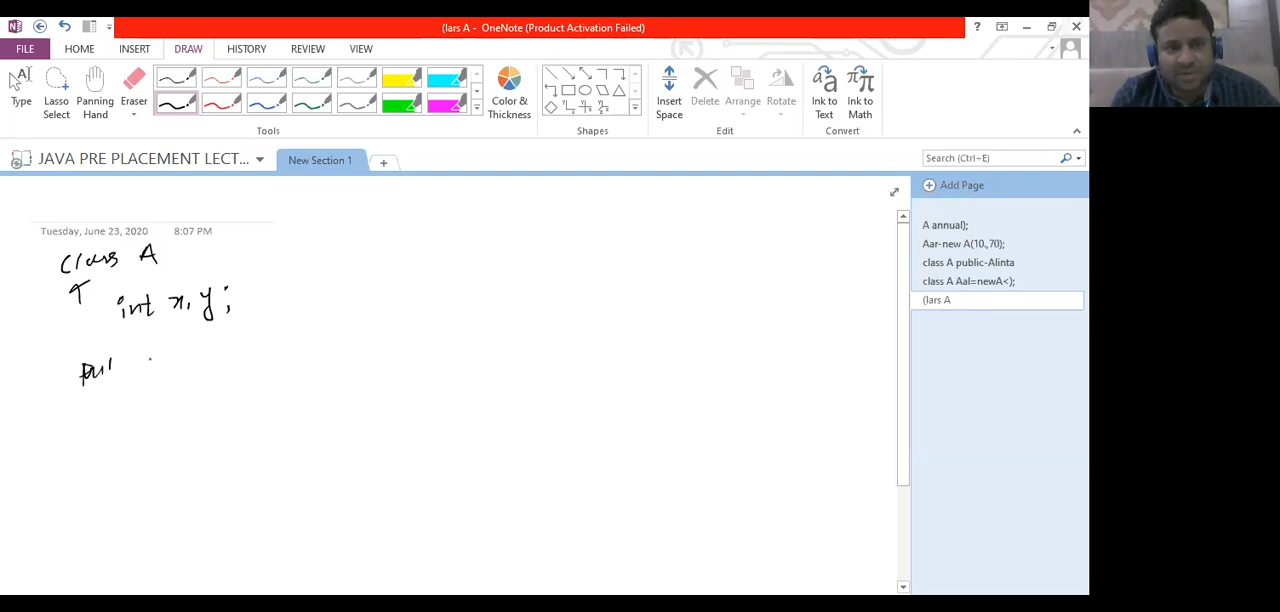 (lars A - OneNote (Product Activation Failed)
FILE HOME INSERT DRAW HISTORY REVIEW VIEW
Type Lasso Select Panning Hand Eraser Color & Thickness Insert Space Delete Arrange Rotate Ink to Text Ink to Math
Tools Shapes Edit Convert
JAVA PRE PLACEMENT LECT... New Section 1 Search (Ctrl+E)
Add Page
Tuesday, June 23, 2020 8:07 PM
A annual);
Aar-new A(10.,70);
class A public-Alinta
class A Aal=newA<);
(lars A
class A
int x, y;